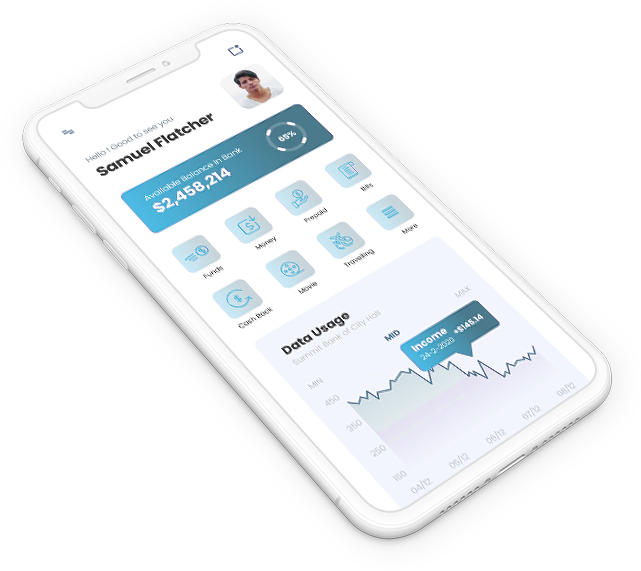 Hello ! Good to see you
Samuel Flatcher
Available Balance in Bank
$2,458,214
65%
Funds
Money
Prepaid
Bills
Cash Back
Movie
Travelling
More
Data Usage
Summit Bank of City Hall
MIN
MID
MAX
Income
24-2-2020
+$145.14
450
350
250
150
04/12
05/12
06/12
07/12
08/12